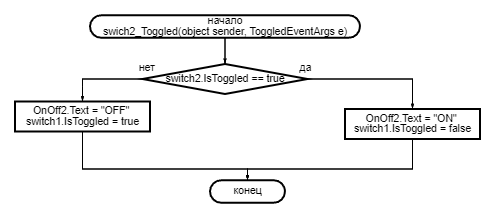 начало
swich2_Toggled(object sender, ToggledEventArgs e)
нет
да
switch2.IsToggled == true
OnOff2.Text = "OFF"
switch1.IsToggled = true
OnOff2.Text = "ON"
switch1.IsToggled = false
конец